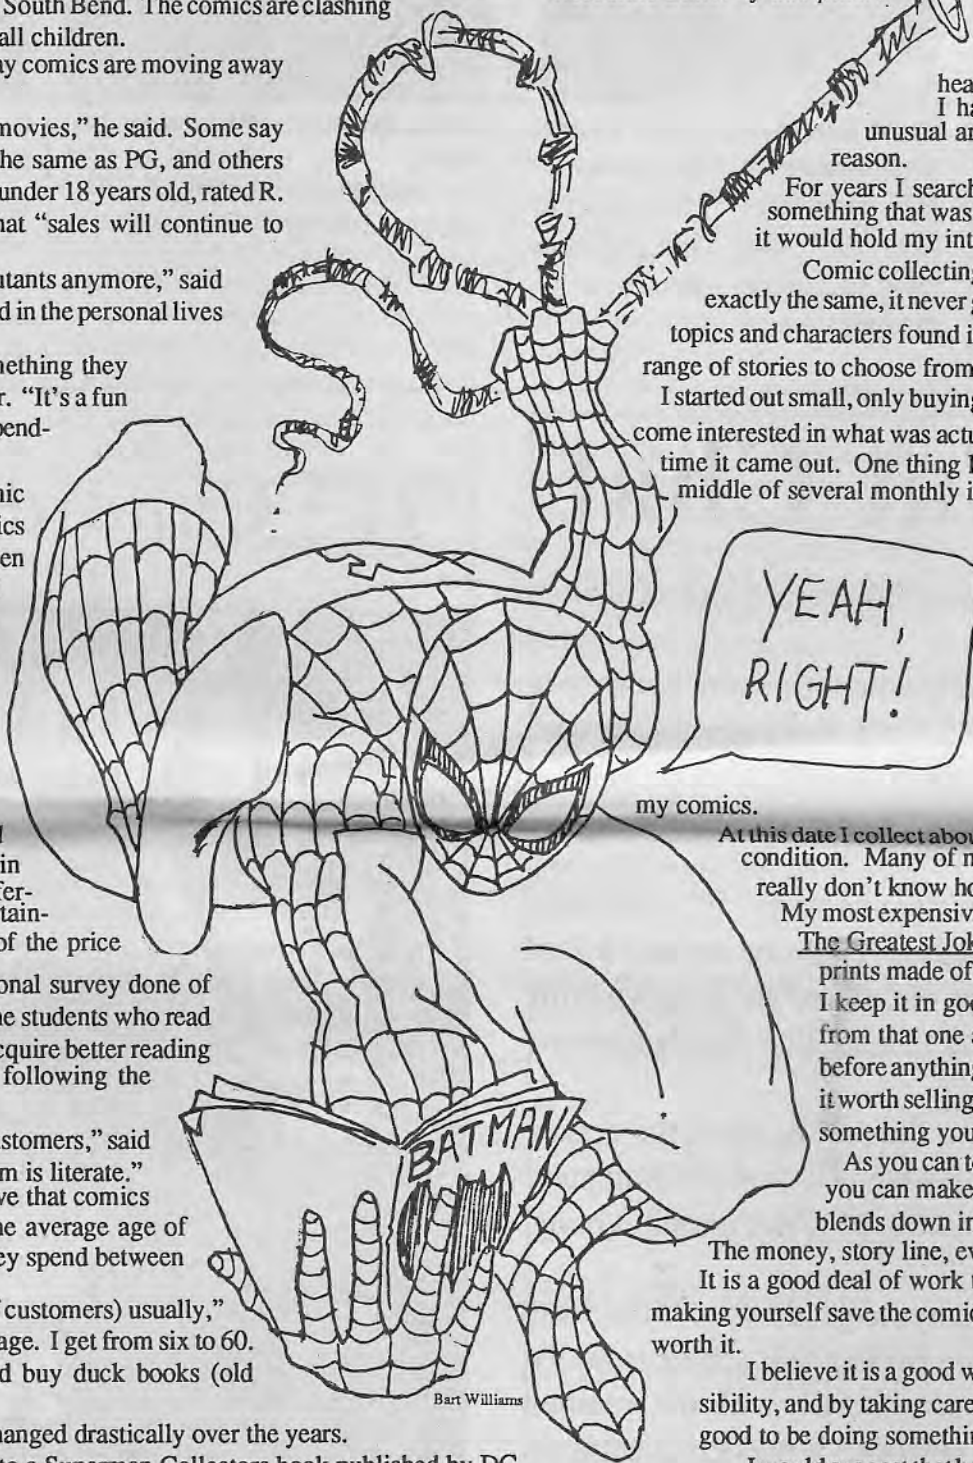 South Bend. The comics are clashing
all children.
comics are moving away
movies," he said. Some say
he same as PG, and others
under 18 years old, rated R.
hat "sales will continue to
utants anymore," said
d in the personal lives
mething they
r. "It's a fun
pend-
nic
ics
en
in
fer-
tain-
of the price
onal survey done of
he students who read
cquire better reading
following the
ustomers," said
m is literate."
ve that comics
he average age of
ey spend between
customers) usually,"
age. I get from six to 60.
d buy duck books (old
hanged drastically over the years.
to a Superman Collectors book published by DC
YEAH,
RIGHT!
BATMAN
Bart Williams
hea
I ha
unusual an
reason.
For years I search
something that was
it would hold my int
Comic collecting
exactly the same, it never
topics and characters found i
range of stories to choose from
I started out small, only buying
come interested in what was actu
time it came out. One thing
middle of several monthly i
my comics.
At this date I collect abou
condition. Many of
really don't know ho
My most expensiv
The Greatest Jok
prints made of
I keep it in goo
from that one
before anything
it worth selling
something you
As you can
you can make
blends down in
The money, story line, ev
It is a good deal of work
making yourself save the comic
worth it.
I believe it is a good w
sibility, and by taking care
good to be doing somethin